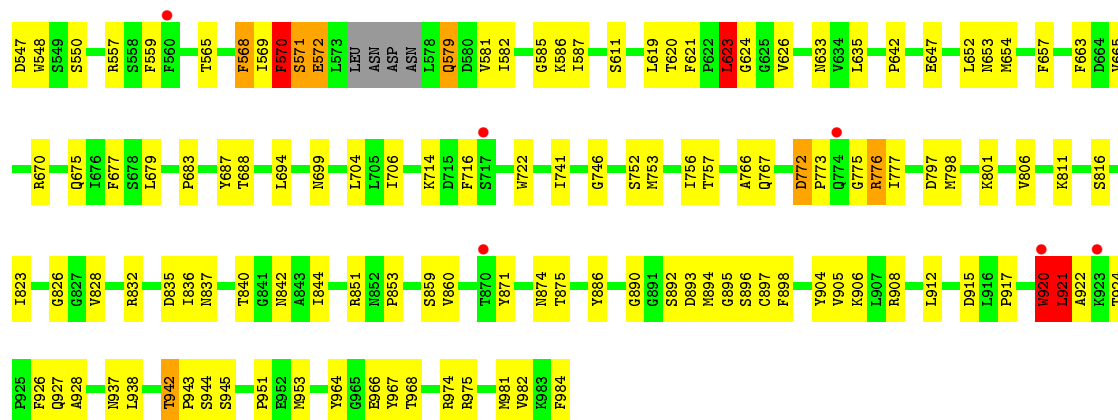 D547 W548 S549 S550 R557 S558 F559 F560 T565 F568 I569 F570 S571 E572 L573 LEU ASN ASP ASN L578 Q579 D580 V581 I582 G585 K586 I587 S611 L619 T620 F621 P622 L623 G624 G625 V626 N633 V634 L635 P642 E647 L652 N653 M654 F657 F663 D664 V665
R670 Q675 I676 F677 S678 L679 P683 Y687 T688 L694 N699 L704 L705 I706 K714 D715 F716 S717 W722 I741 G746 S752 M753 I756 T757 A766 Q767 D772 P773 Q774 G775 R776 I777 D797 M798 K801 V806 K811 S816
I823 G826 G827 V828 R832 D835 I836 N837 T840 G841 N842 A843 I844 R851 N852 P853 S859 V860 T870 Y871 N874 T875 Y886 G890 G891 S892 D893 M894 G895 S896 C897 F898 Y904 V905 K906 L907 R908 L912 D915 L916 P917 W920 L921 A922 K923 T924
P925 F926 Q927 A928 N937 L938 T942 P943 S944 S945 P951 E952 M953 Y964 G965 E966 Y967 T968 R974 R975 M981 V982 K983 F984